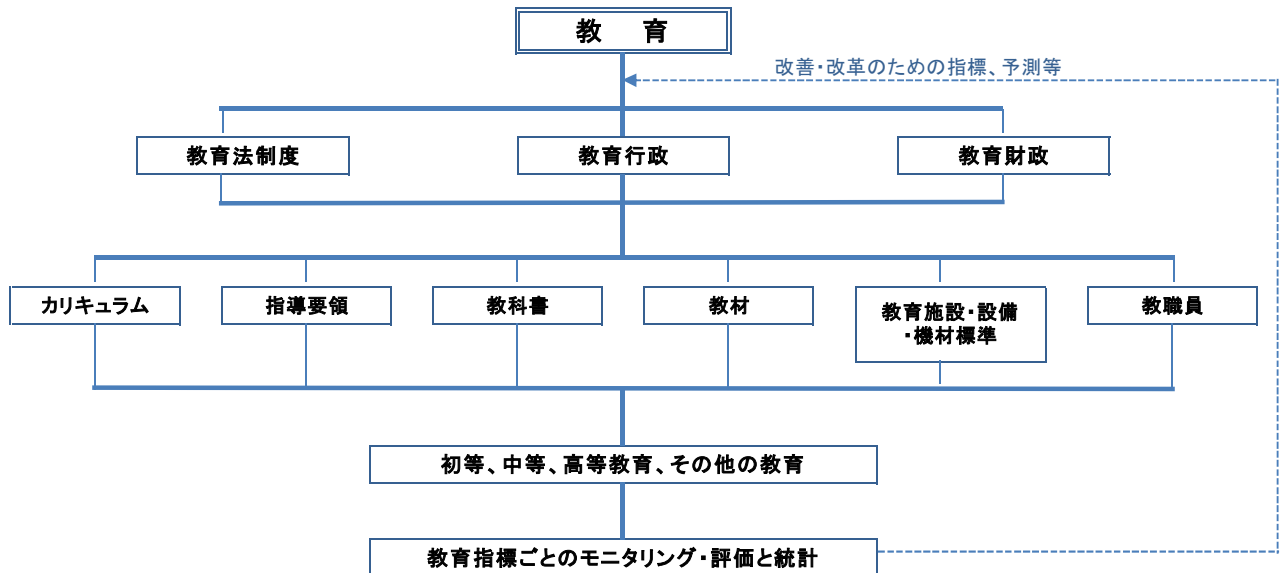 教　育
改善・改革のための指標、予測等
教育法制度
教育行政
教育財政
カリキュラム
指導要領
教科書
教材
教育施設・設備
・機材標準
教職員
初等、中等、高等教育、その他の教育
教育指標ごとのモニタリング・評価と統計